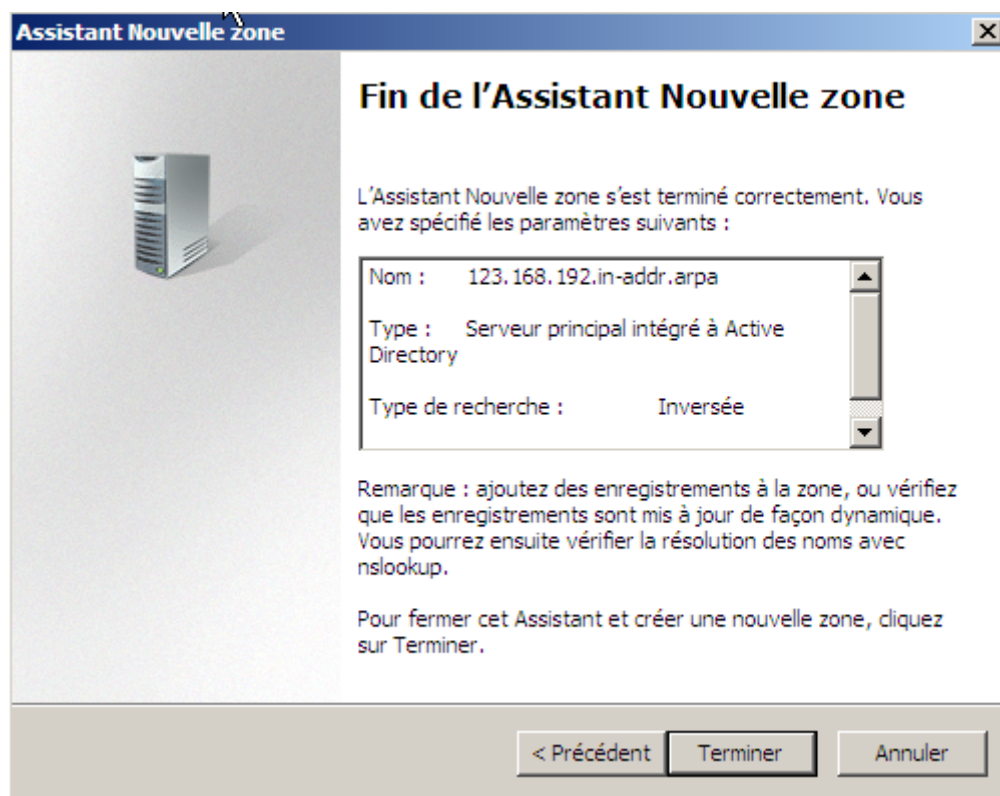 Assistant Nouvelle zone
Fin de l’Assistant Nouvelle zone
L’Assistant Nouvelle zone s’est terminé correctement. Vous
avez spécifié les paramètres suivants :
Nom : 123.168.192.in-addr.arpa
Type : Serveur principal intégré à Active
Directory
Type de recherche : Inversée
Remarque : ajoutez des enregistrements à la zone, ou vérifiez
que les enregistrements sont mis à jour de façon dynamique.
Vous pourrez ensuite vérifier la résolution des noms avec
nslookup.
Pour fermer cet Assistant et créer une nouvelle zone, cliquez
sur Terminer.
< Précédent Terminer Annuler